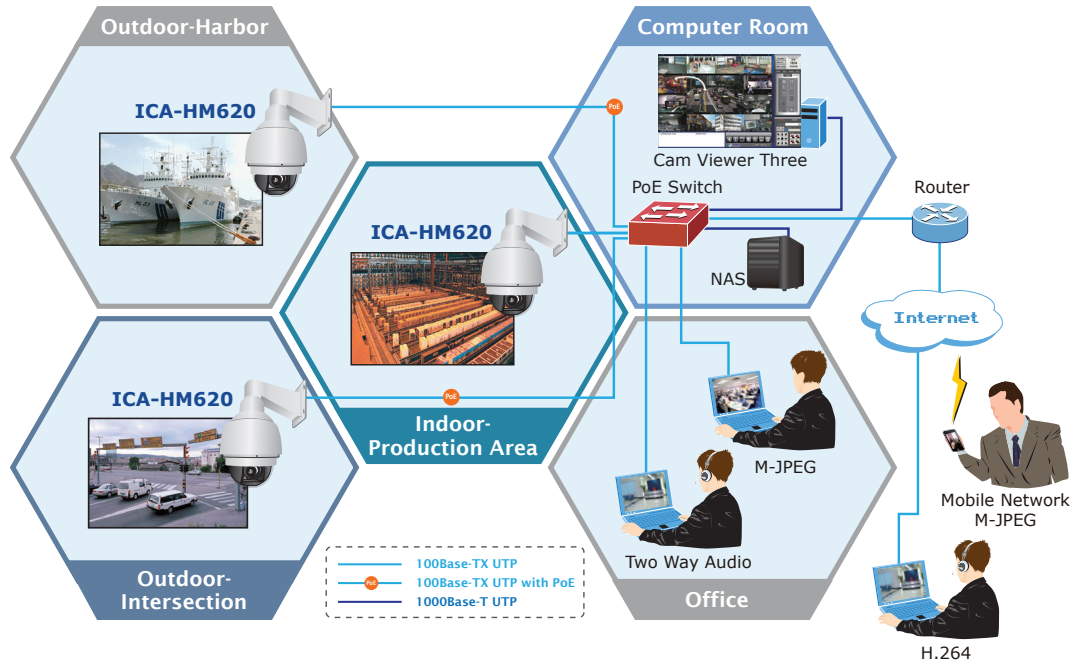 Outdoor-Harbor
ICA-HM620
Computer Room
PoE
Cam Viewer Three
PoE Switch
Router
NAS
ICA-HM620
Internet
ICA-HM620
PoE
Indoor-
Production Area
M-JPEG
Mobile Network
M-JPEG
Two Way Audio
Outdoor-
Intersection
100Base-TX UTP
PoE
100Base-TX UTP with PoE
1000Base-T UTP
Office
H.264